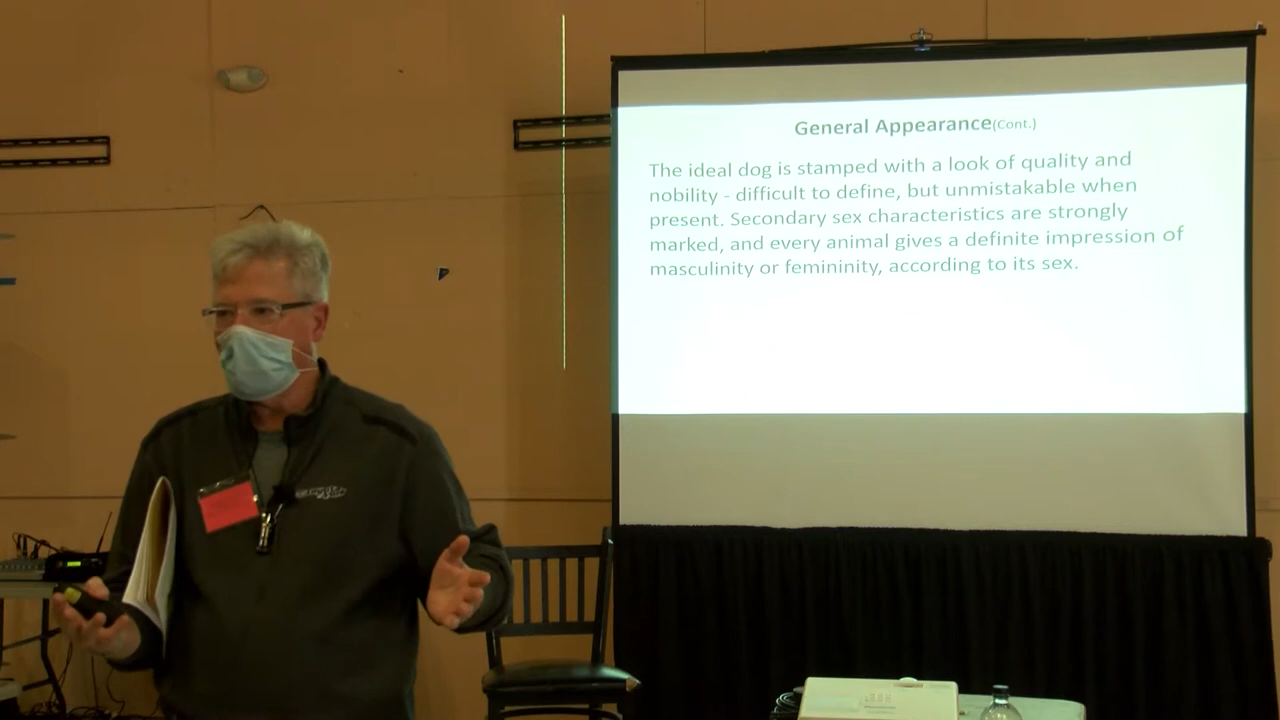 General Appearance(Cont.)
The ideal dog is stamped with a look of quality and
nobility - difficult to define, but unmistakable when
present. Secondary sex characteristics are strongly
marked, and every animal gives a definite impression of
masculinity or femininity, according to its sex.